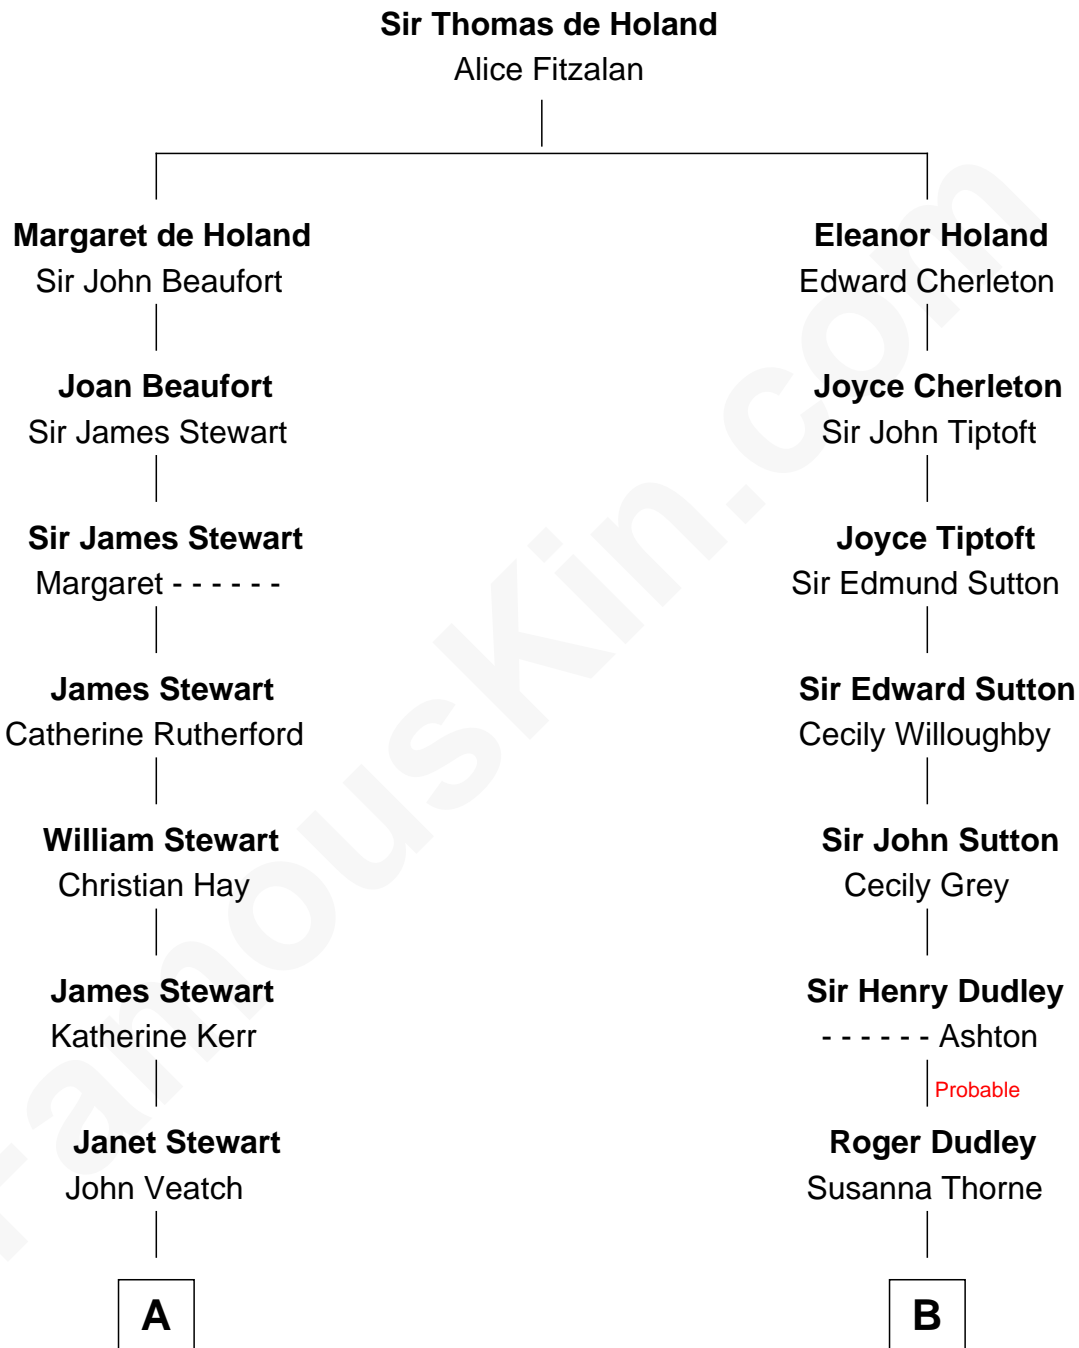 Sir Thomas de Holand
Alice Fitzalan
Margaret de Holand
Sir John Beaufort
Eleanor Holand
Edward Cherleton
Joan Beaufort
Sir James Stewart
Joyce Cherleton
Sir John Tiptoft
Sir James Stewart
Margaret - - - - - -
Joyce Tiptoft
Sir Edmund Sutton
James Stewart
Catherine Rutherford
Sir Edward Sutton
Cecily Willoughby
William Stewart
Christian Hay
Sir John Sutton
Cecily Grey
James Stewart
Katherine Kerr
Sir Henry Dudley
- - - - - - Ashton
Probable
Janet Stewart
John Veatch
Roger Dudley
Susanna Thorne
A
B
FamousKin.com